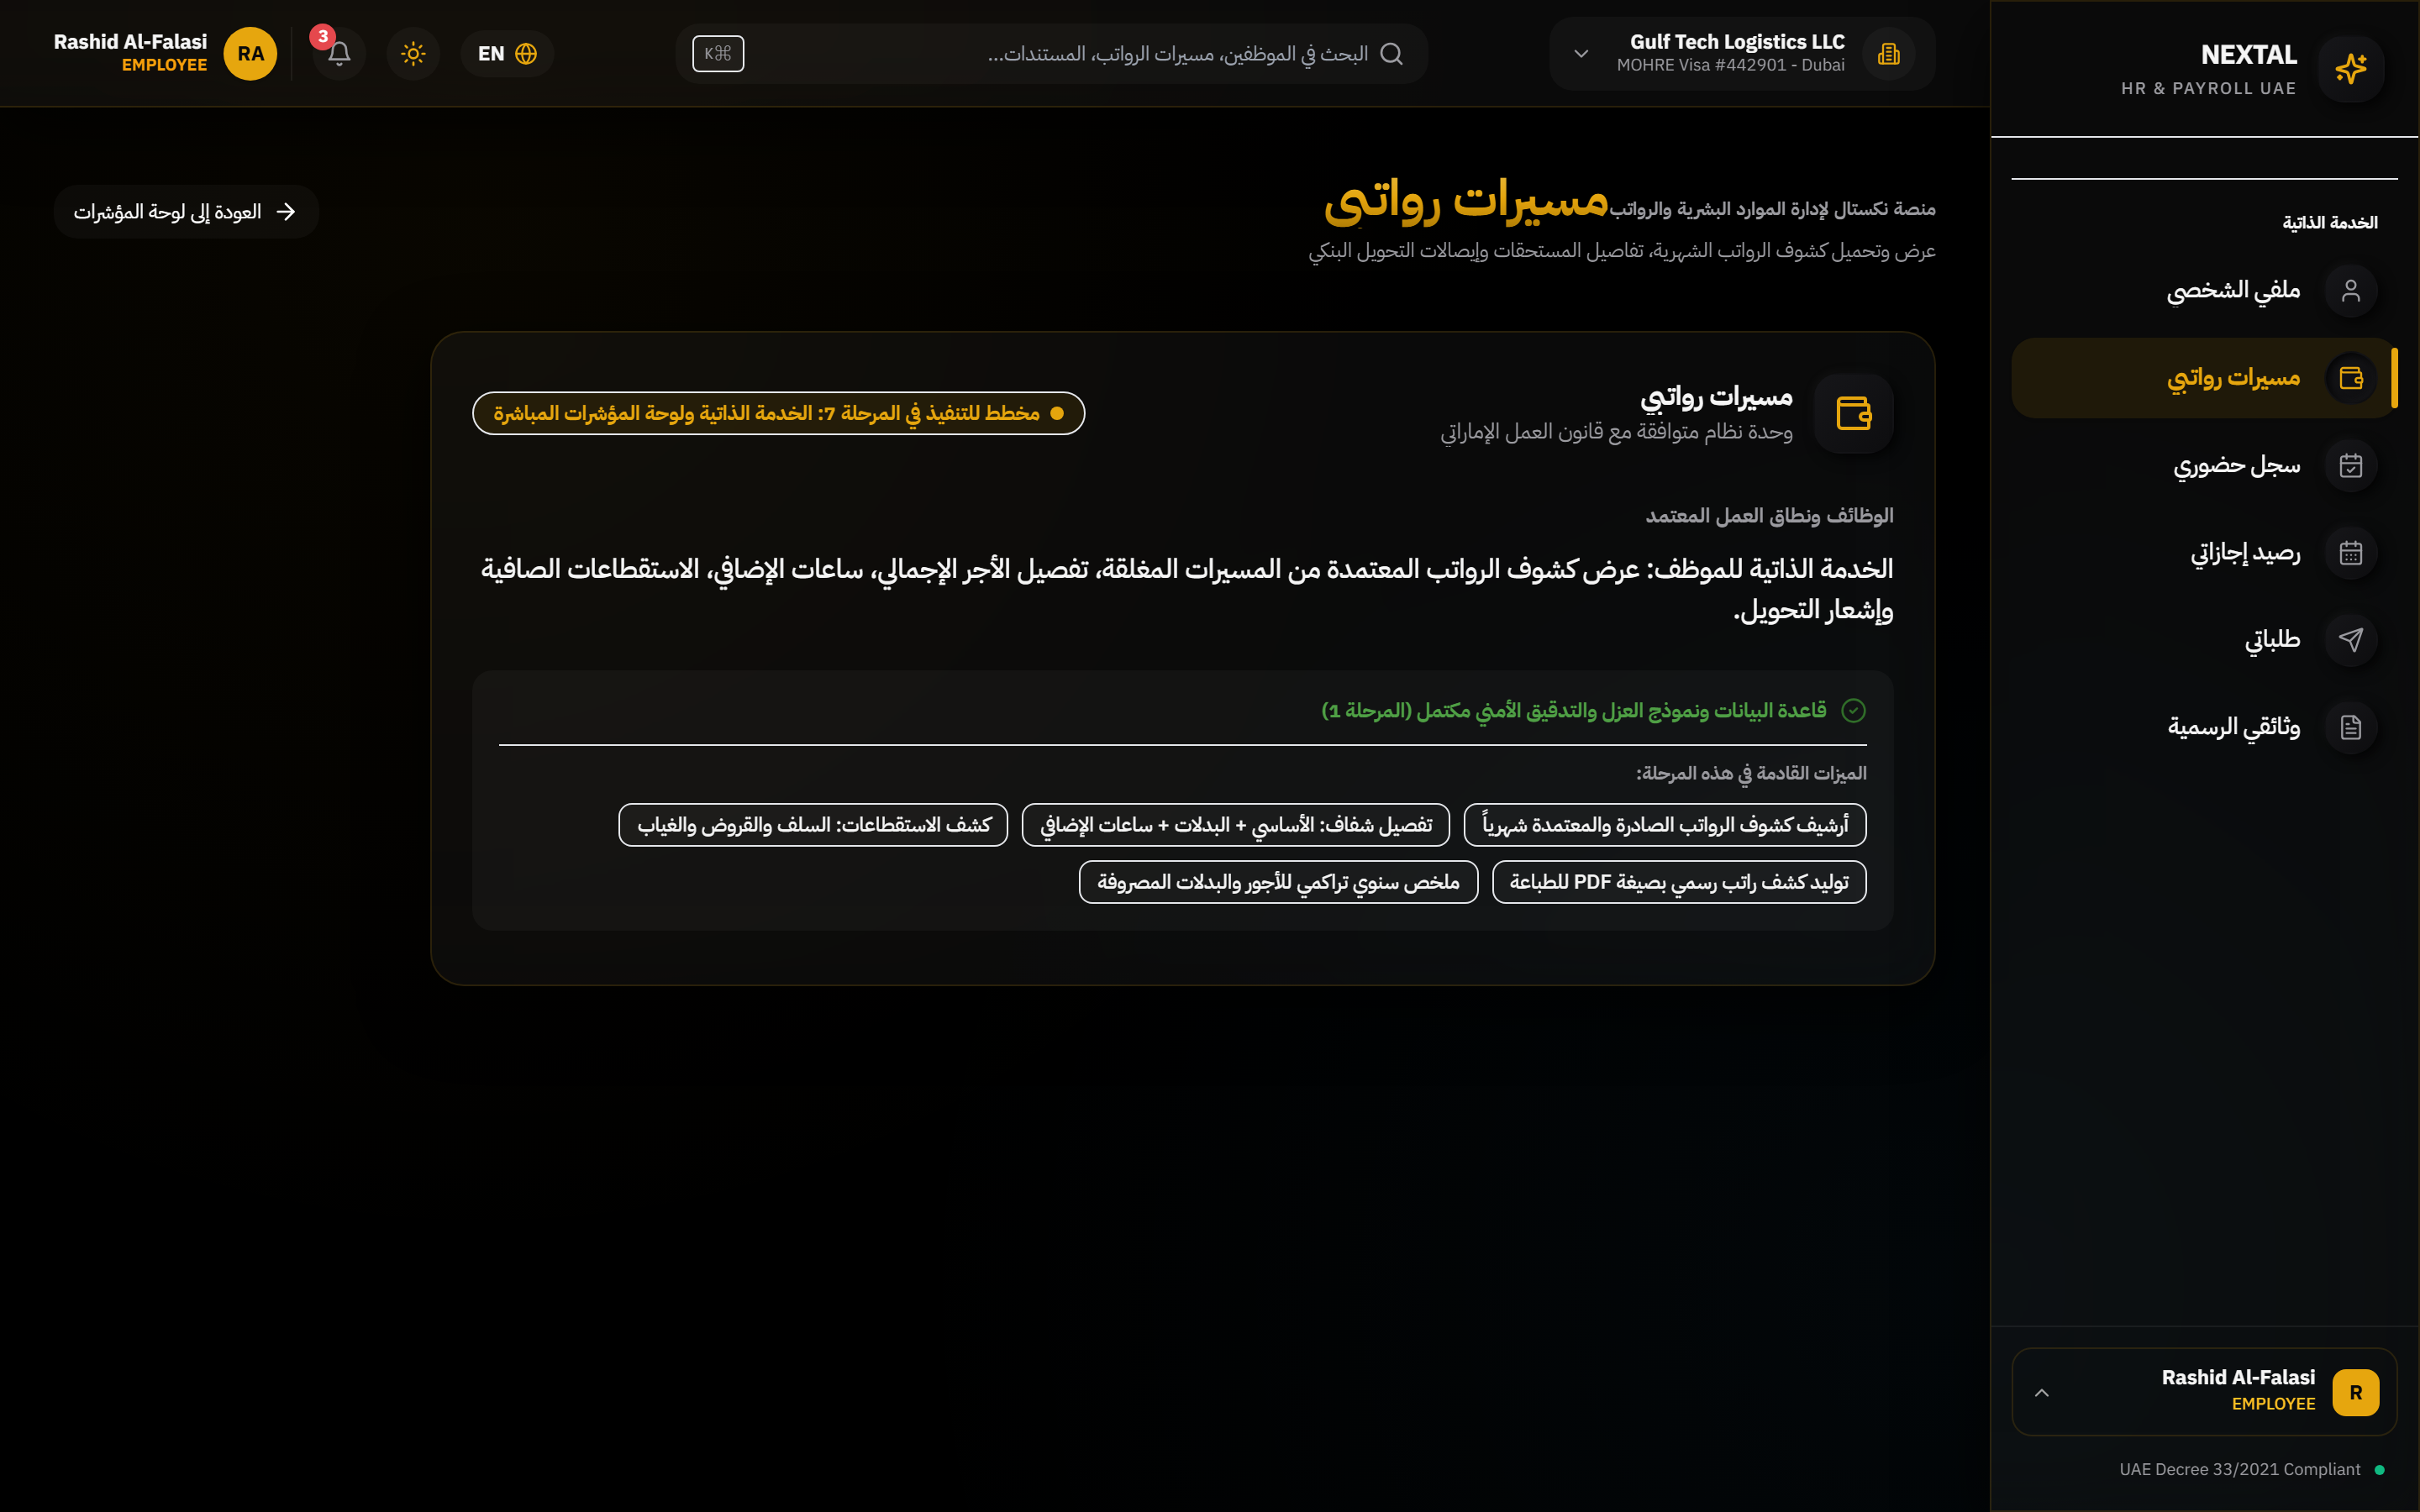 NEXTAL
HR & PAYROLL UAE
الخدمة الذاتية
ملفي الشخصي
مسيرات رواتبي
سجل حضوري
رصيد إجازاتي
طلباتي
وثائقي الرسمية
R
Rashid Al-Falasi
EMPLOYEE
UAE Decree 33/2021 Compliant
Gulf Tech Logistics LLC
MOHRE Visa #442901 - Dubai
البحث في الموظفين، مسيرات الرواتب، المستندات...
⌘K
EN
3
RA
Rashid Al-Falasi
EMPLOYEE
منصة نكستال لإدارة الموارد البشرية والرواتب مسيرات رواتبي
عرض وتحميل كشوف الرواتب الشهرية، تفاصيل المستحقات وإيصالات التحويل البنكي
العودة إلى لوحة المؤشرات
مسيرات رواتبي
وحدة نظام متوافقة مع قانون العمل الإماراتي
مخطط للتنفيذ في المرحلة 7: الخدمة الذاتية ولوحة المؤشرات المباشرة
الوظائف ونطاق العمل المعتمد
الخدمة الذاتية للموظف: عرض كشوف الرواتب المعتمدة من المسيرات المغلقة، تفصيل الأجر الإجمالي، ساعات الإضافي، الاستقطاعات الصافية
وإشعار التحويل.
قاعدة البيانات ونموذج العزل والتدقيق الأمني مكتمل (المرحلة 1)
الميزات القادمة في هذه المرحلة:
أرشيف كشوف الرواتب الصادرة والمعتمدة شهرياً
تفصيل شفاف: الأساسي + البدلات + ساعات الإضافي
كشف الاستقطاعات: السلف والقروض والغياب
توليد كشف راتب رسمي بصيغة PDF للطباعة
ملخص سنوي تراكمي للأجور والبدلات المصروفة